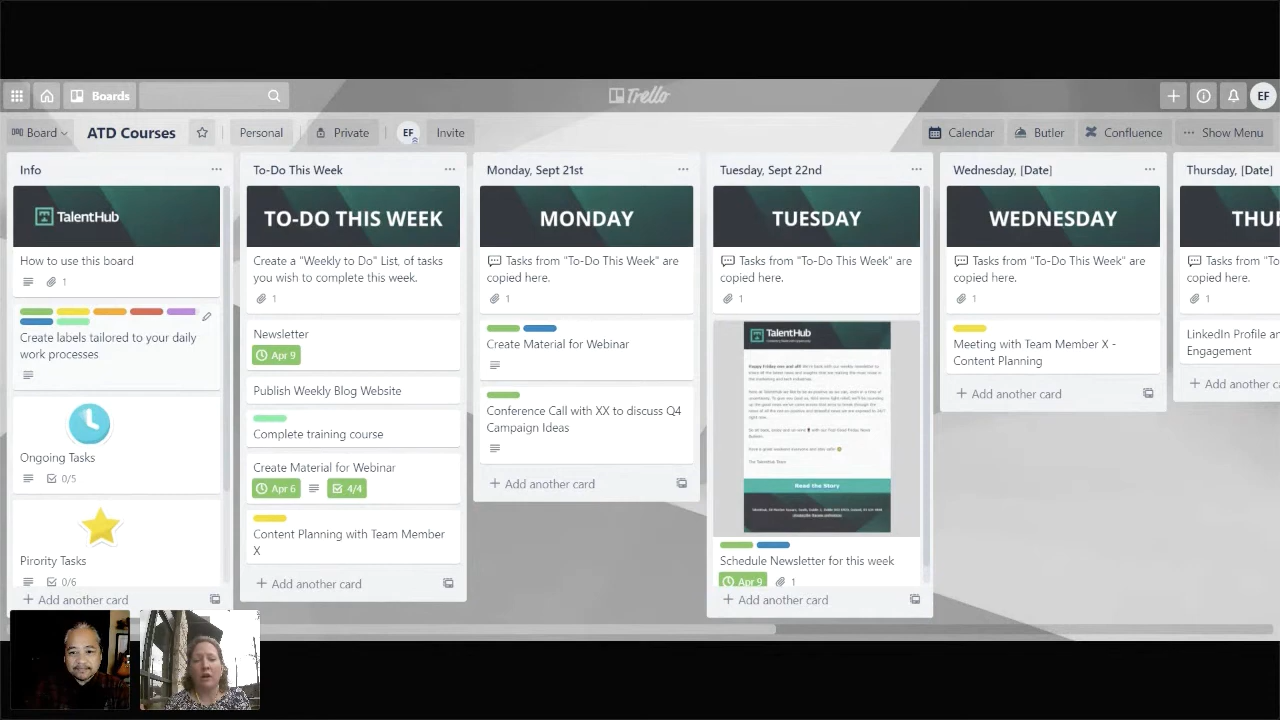 Boards
Trello
EF
Board
ATD Courses
Personal
Private
EF
Invite
Calendar
Butler
Confluence
Show Menu
Info
TalentHub
How to use this board
1
Create labels tailored to your daily
work processes
Ongoing Tasks
0/5
Pirority Tasks
0/6
+ Add another card
To-Do This Week
TO-DO THIS WEEK
Create a "Weekly to Do" List, of tasks
you wish to complete this week.
1
Newsletter
Apr 9
Publish Weekly Blog Website
Complete training course
Create Material for Webinar
Apr 6
4/4
Content Planning with Team Member
X
+ Add another card
Monday, Sept 21st
MONDAY
Tasks from "To-Do This Week" are
copied here.
1
Create Material for Webinar
Conference Call with XX to discuss Q4
Campaign Ideas
+ Add another card
Tuesday, Sept 22nd
TUESDAY
Tasks from "To-Do This Week" are
copied here.
1
TalentHub
Read the Story
Schedule Newsletter for this week
Apr 9
1
+ Add another card
Wednesday, [Date]
WEDNESDAY
Tasks from "To-Do This Week" are
copied here.
1
Meeting with Team Member X -
Content Planning
+ Add another card
Thursday, [Date]
THUR
Tasks from "To-
copied here.
1
LinkedIn Profile an
Engagement
+ Add another